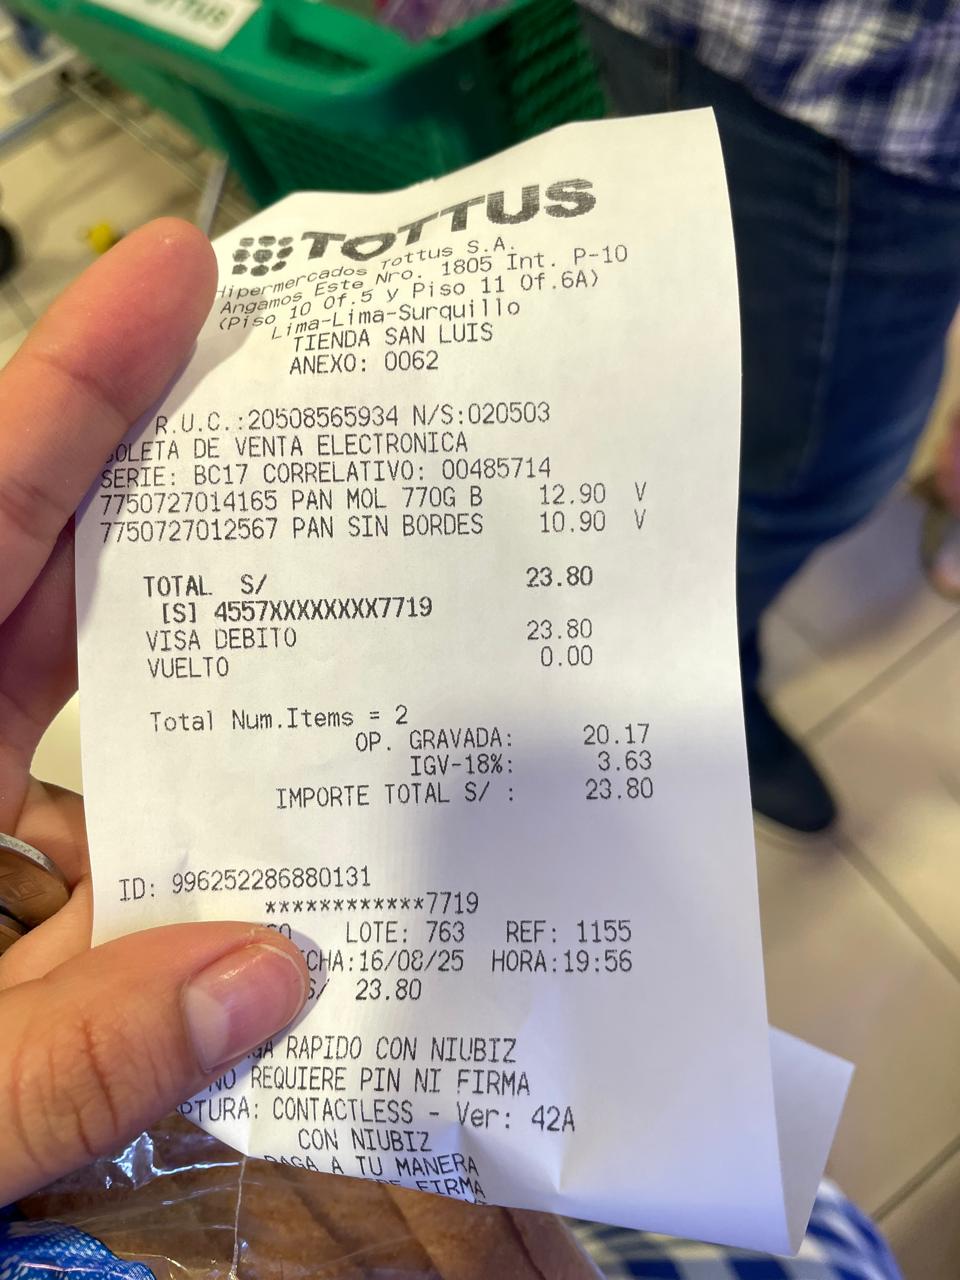 TOTTUS
TOTTUS
Hipermercados Tottus S.A.
Angamos Este Nro. 1805 Int. P-10
(Piso 10 Of.5 y Piso 11 Of.6A)
Lima-Lima-Surquillo
TIENDA SAN LUIS
ANEXO: 0062
R.U.C.:20508565934 N/S:020503
BOLETA DE VENTA ELECTRONICA
SERIE: BC17 CORRELATIVO: 00485714
7750727014165 PAN MOL 770G B 12.90 V
7750727012567 PAN SIN BORDES 10.90 V
TOTAL S/ 23.80
[S] 4557XXXXXXXX7719
VISA DEBITO 23.80
VUELTO 0.00
Total Num.Items = 2
OP. GRAVADA: 20.17
IGV-18%: 3.63
IMPORTE TOTAL S/ : 23.80
ID: 996252286880131
************7719
LOTE: 763 REF: 1155
CHA:16/08/25 HORA:19:56
S/ 23.80
GA RAPIDO CON NIUBIZ
NO REQUIERE PIN NI FIRMA
PTURA: CONTACTLESS - Ver: 42A
CON NIUBIZ
PAGA A TU MANERA
FIRMA